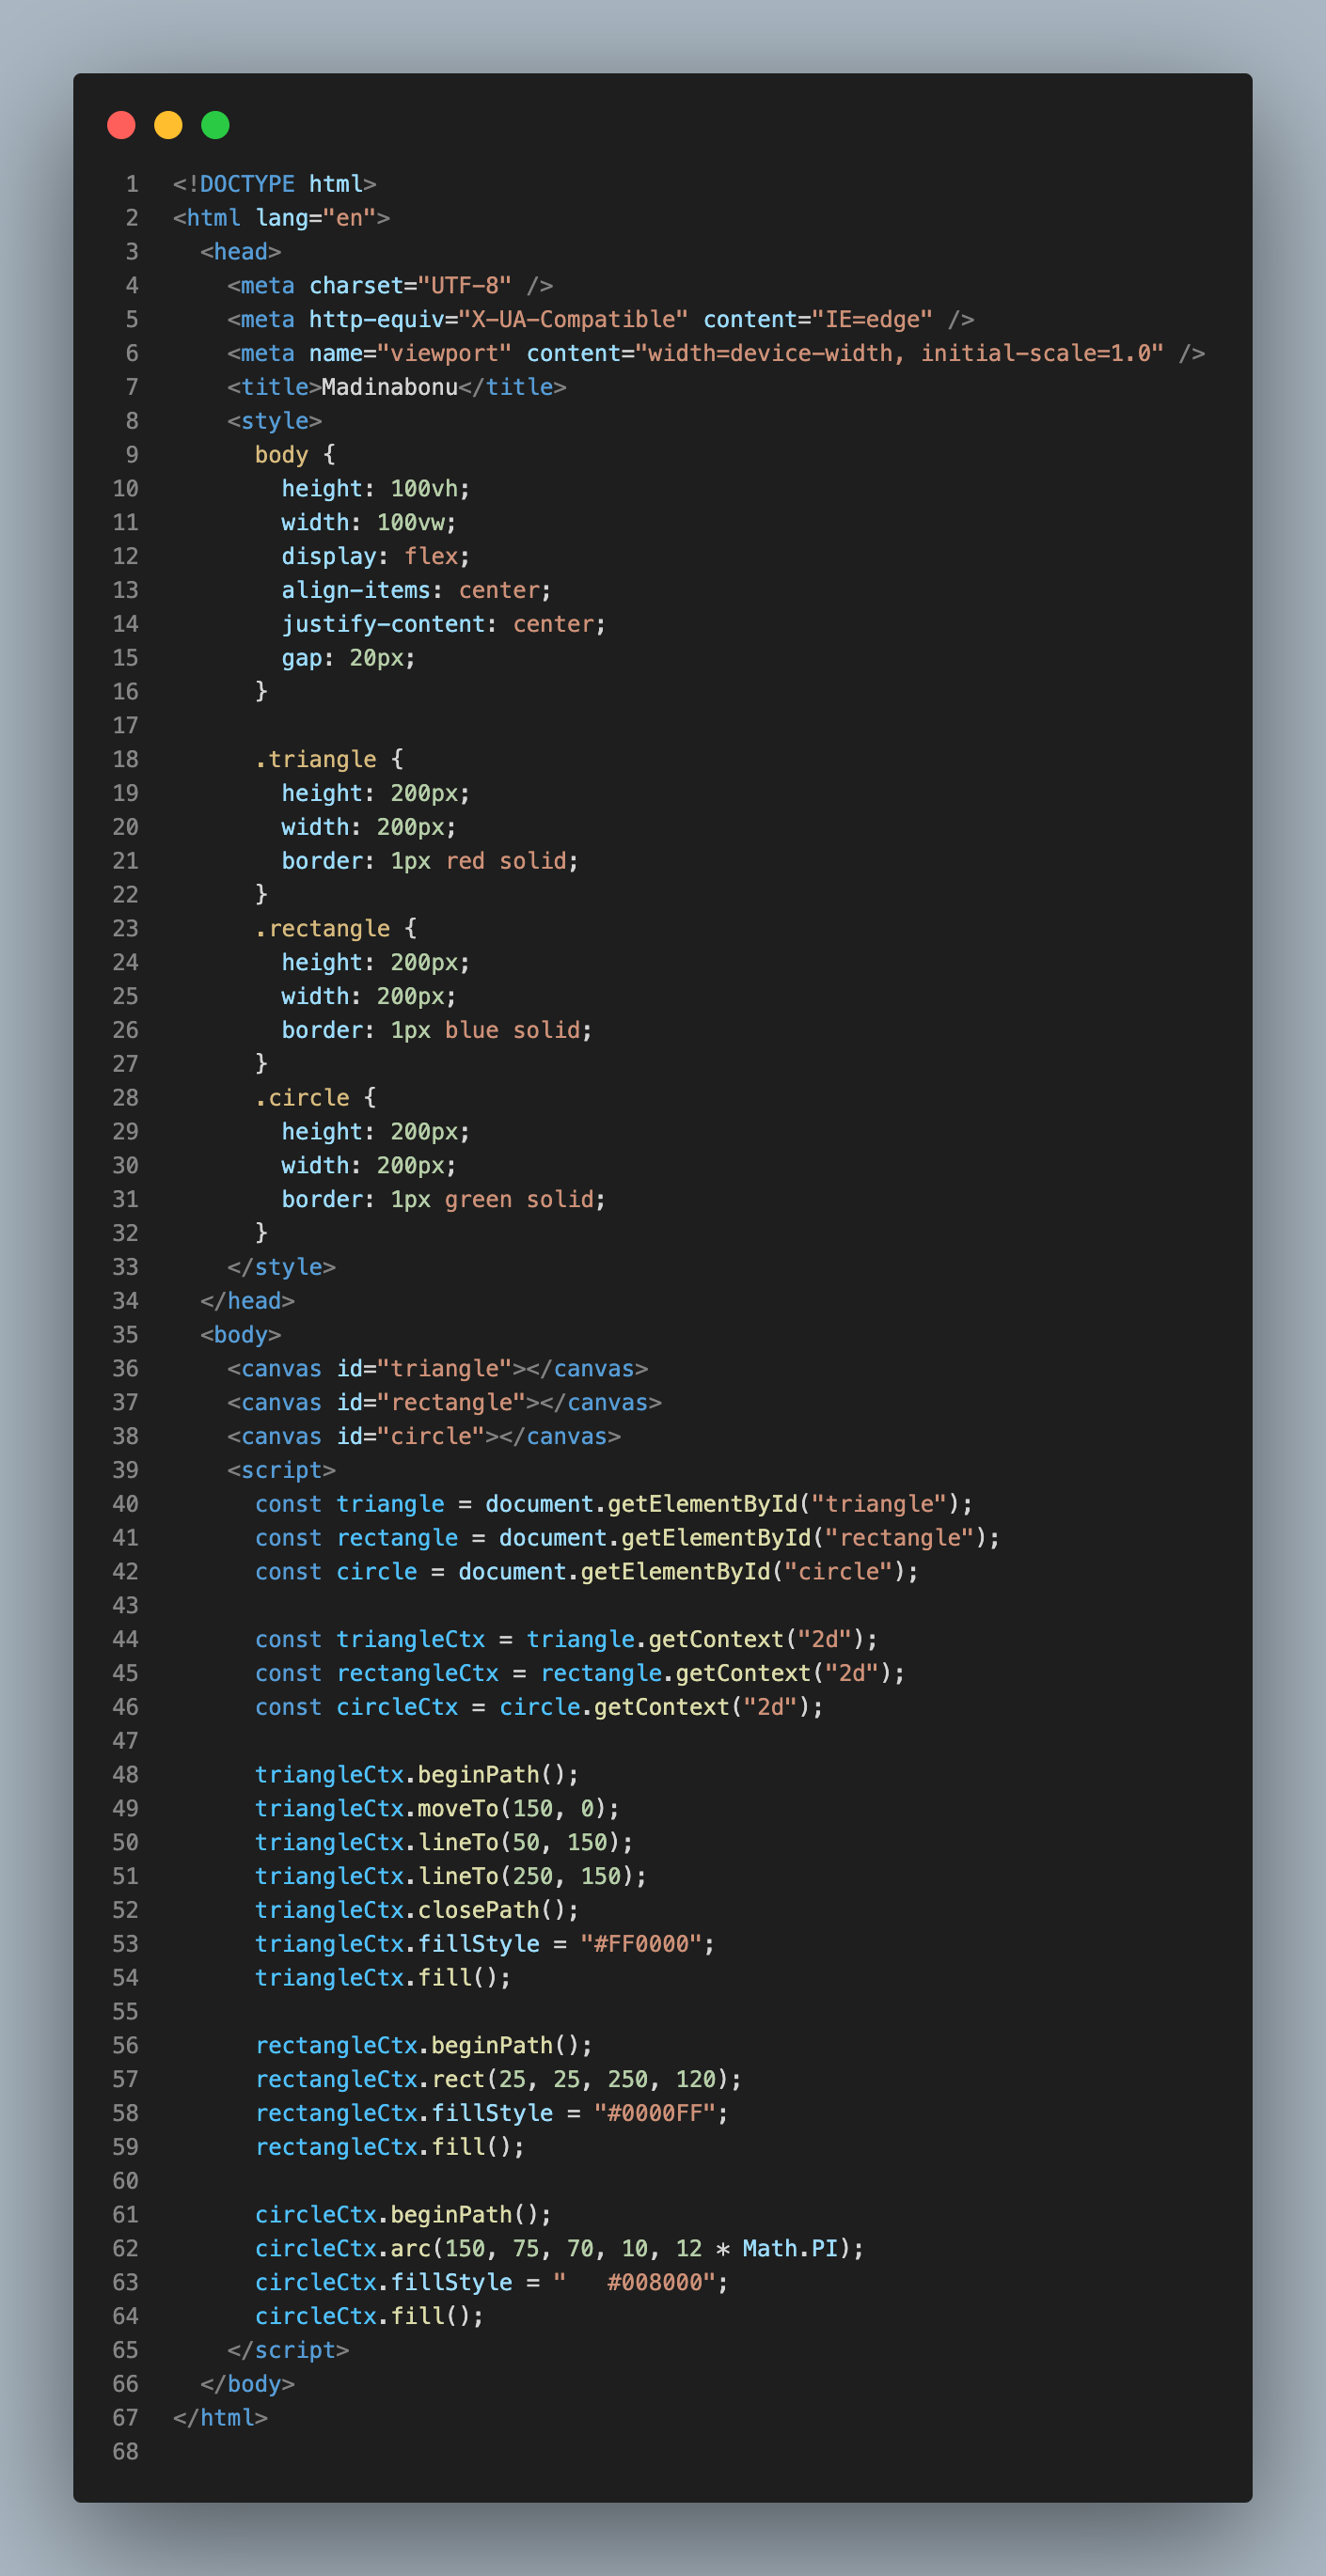 1 <!DOCTYPE html>
2 <html lang="en">
3   <head>
4     <meta charset="UTF-8" />
5     <meta http-equiv="X-UA-Compatible" content="IE=edge" />
6     <meta name="viewport" content="width=device-width, initial-scale=1.0" />
7     <title>Madinabonu</title>
8     <style>
9       body {
10         height: 100vh;
11         width: 100vw;
12         display: flex;
13         align-items: center;
14         justify-content: center;
15         gap: 20px;
16       }
17
18       .triangle {
19         height: 200px;
20         width: 200px;
21         border: 1px red solid;
22       }
23       .rectangle {
24         height: 200px;
25         width: 200px;
26         border: 1px blue solid;
27       }
28       .circle {
29         height: 200px;
30         width: 200px;
31         border: 1px green solid;
32       }
33     </style>
34   </head>
35   <body>
36     <canvas id="triangle"></canvas>
37     <canvas id="rectangle"></canvas>
38     <canvas id="circle"></canvas>
39     <script>
40       const triangle = document.getElementById("triangle");
41       const rectangle = document.getElementById("rectangle");
42       const circle = document.getElementById("circle");
43
44       const triangleCtx = triangle.getContext("2d");
45       const rectangleCtx = rectangle.getContext("2d");
46       const circleCtx = circle.getContext("2d");
47
48       triangleCtx.beginPath();
49       triangleCtx.moveTo(150, 0);
50       triangleCtx.lineTo(50, 150);
51       triangleCtx.lineTo(250, 150);
52       triangleCtx.closePath();
53       triangleCtx.fillStyle = "#FF0000";
54       triangleCtx.fill();
55
56       rectangleCtx.beginPath();
57       rectangleCtx.rect(25, 25, 250, 120);
58       rectangleCtx.fillStyle = "#0000FF";
59       rectangleCtx.fill();
60
61       circleCtx.beginPath();
62       circleCtx.arc(150, 75, 70, 10, 12 * Math.PI);
63       circleCtx.fillStyle = "   #008000";
64       circleCtx.fill();
65     </script>
66   </body>
67 </html>
68